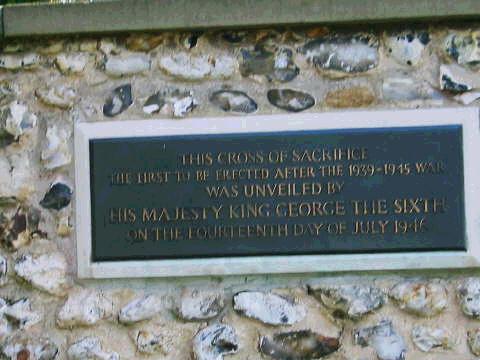 THIS CROSS OF SACRIFICE
THE FIRST TO BE ERECTED AFTER THE 1939-1945 WAR
WAS UNVEILED BY
HIS MAJESTY KING GEORGE THE SIXTH
ON THE FOURTEENTH DAY OF JULY 1946